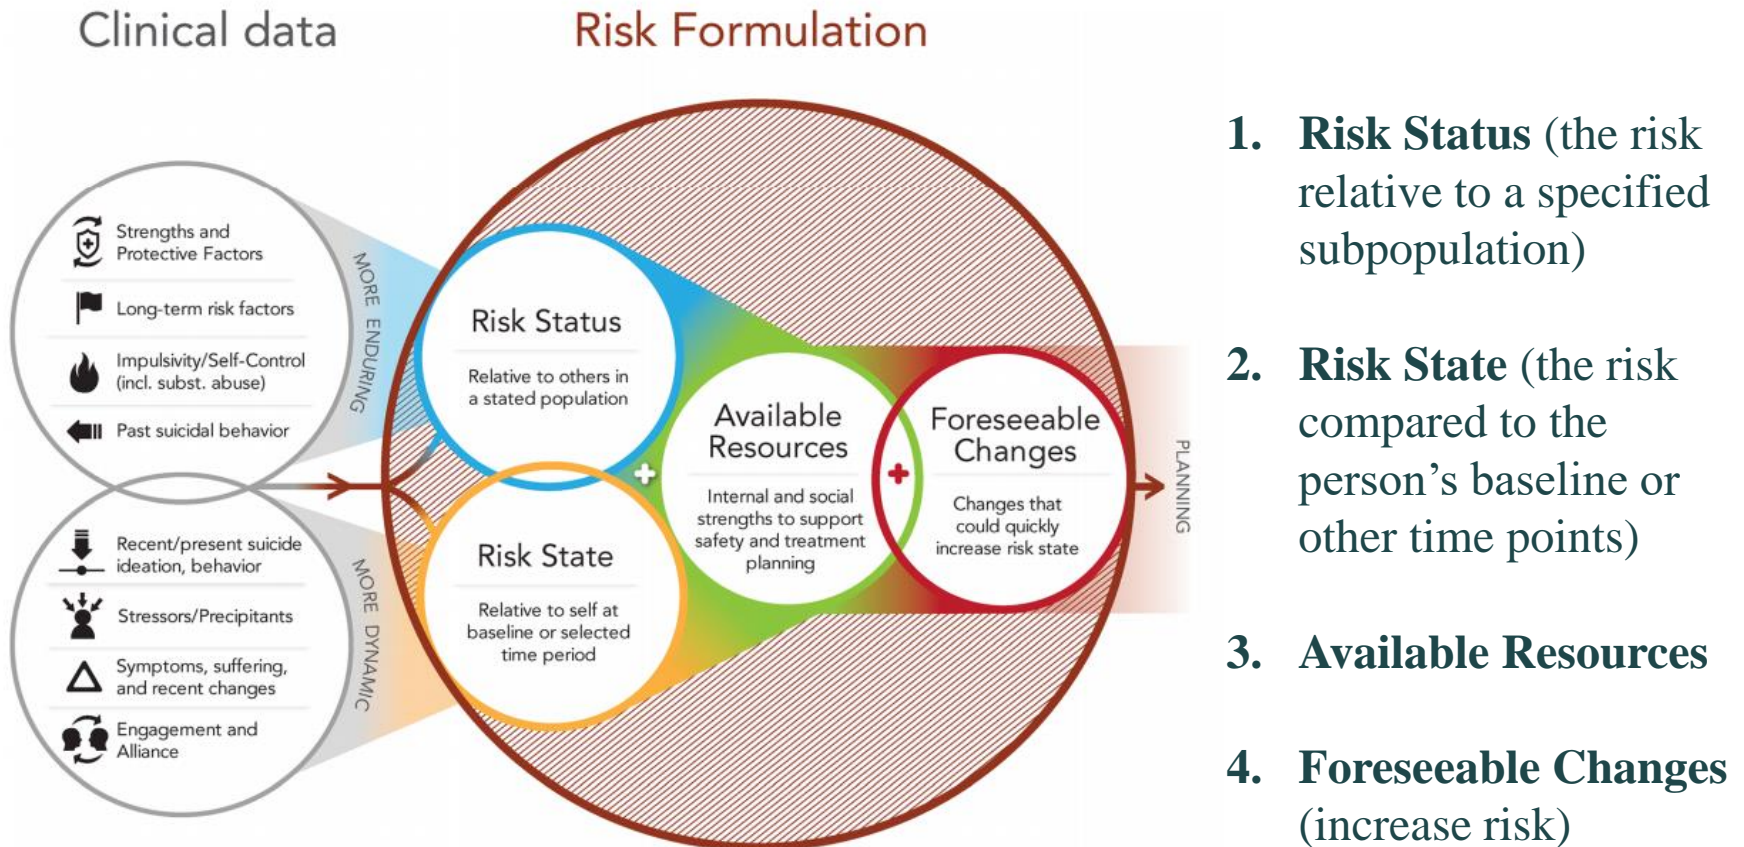 Clinical data
Risk Formulation
Strengths and
Protective Factors
Long-term risk factors
Impulsivity/Self-Control
(incl. subst. abuse)
Past suicidal behavior
MORE ENDURING
Recent/present suicide
ideation, behavior
Stressors/Precipitants
Symptoms, suffering,
and recent changes
Engagement and
Alliance
MORE DYNAMIC
Risk Status
Relative to others in
a stated population
Risk State
Relative to self at
baseline or selected
time period
+
Available
Resources
Internal and social
strengths to support
safety and treatment
planning
+
Foreseeable
Changes
Changes that
could quickly
increase risk state
PLANNING
1. Risk Status (the risk
relative to a specified
subpopulation)
2. Risk State (the risk
compared to the
person’s baseline or
other time points)
3. Available Resources
4. Foreseeable Changes
(increase risk)